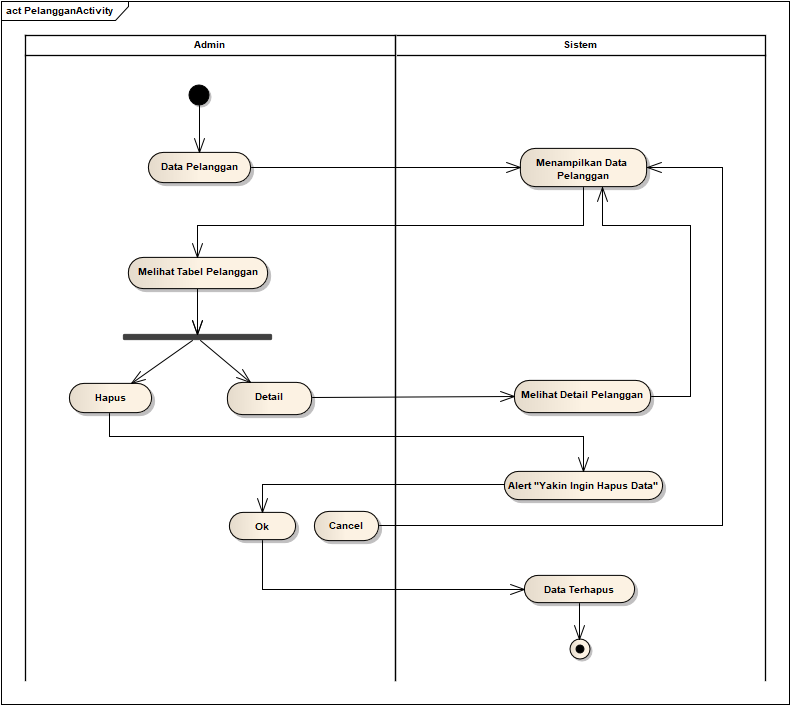 act PelangganActivity
Admin
Sistem
Data Pelanggan
Menampilkan Data
Pelanggan
Melihat Tabel Pelanggan
Hapus
Detail
Melihat Detail Pelanggan
Alert "Yakin Ingin Hapus Data"
Ok
Cancel
Data Terhapus